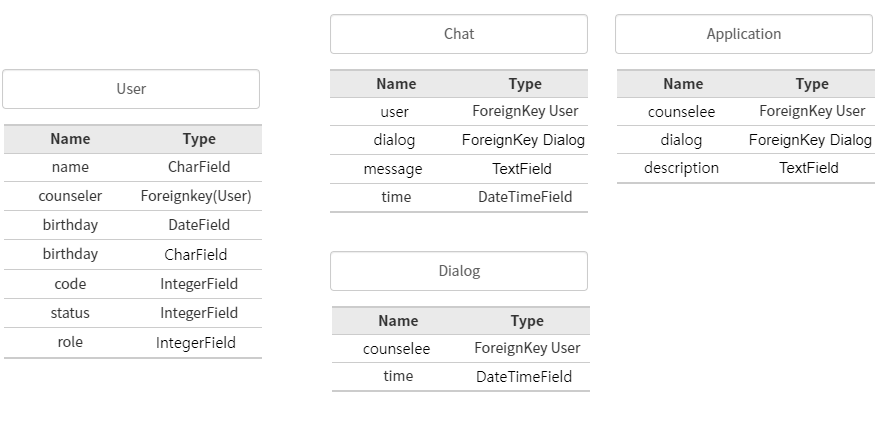 User
Name Type
name CharField
counseler Foreignkey(User)
birthday DateField
birthday CharField
code IntegerField
status IntegerField
role IntegerField
Chat
Name Type
user ForeignKey User
dialog ForeignKey Dialog
message TextField
time DateTimeField
Dialog
Name Type
counselee ForeignKey User
time DateTimeField
Application
Name Type
counselee ForeignKey User
dialog ForeignKey Dialog
description TextField